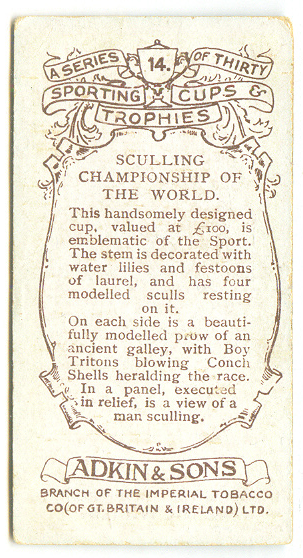 A SERIES 14. OF THIRTY
SPORTING CUPS &
TROPHIES
SCULLING
CHAMPIONSHIP OF
THE WORLD.
This handsomely designed
cup, valued at £100, is
emblematic of the Sport.
The stem is decorated with
water lilies and festoons
of laurel, and has four
modelled sculls resting
on it.
On each side is a beauti-
fully modelled prow of an
ancient galley, with Boy
Tritons blowing Conch
Shells heralding the race.
In a panel, executed
in relief, is a view of a
man sculling.
ADKIN & SONS
BRANCH OF THE IMPERIAL TOBACCO
CO (OF GT. BRITAIN & IRELAND) LTD.